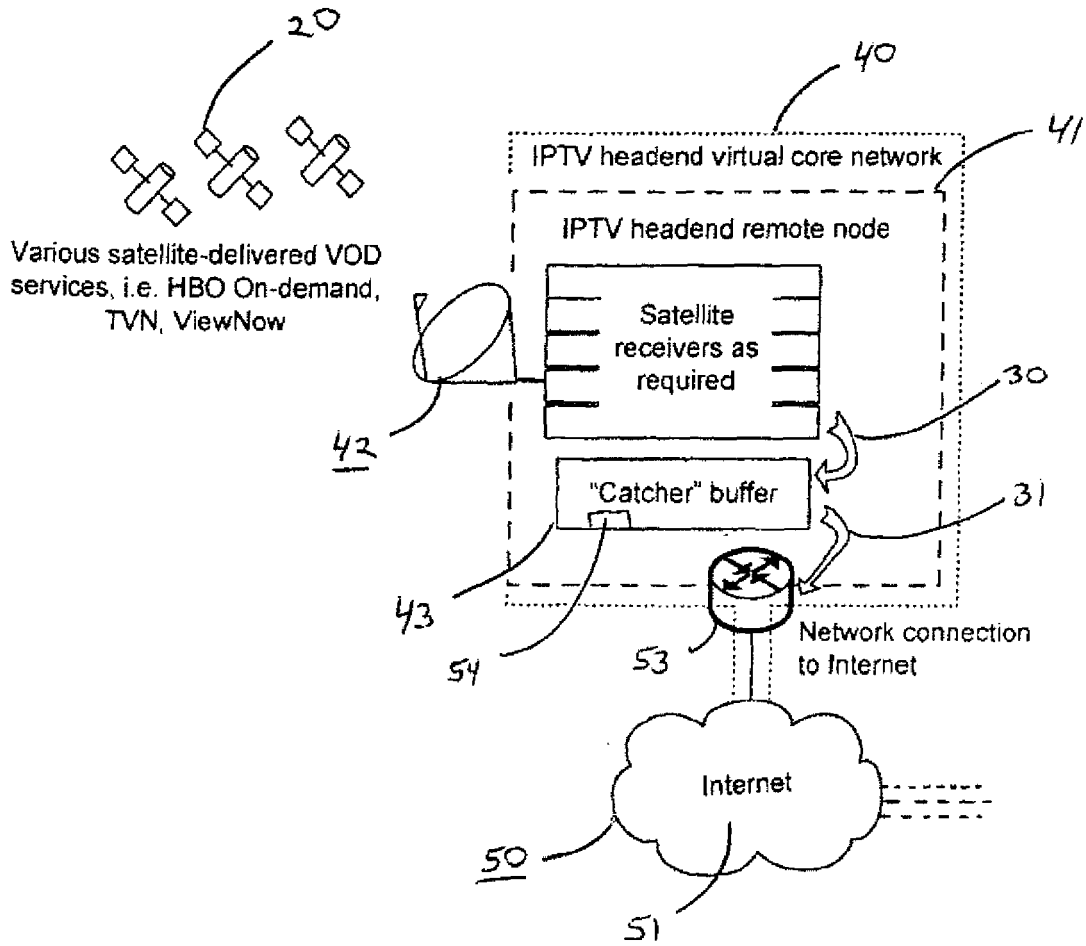 20
40
41
IPTV headend virtual core network
IPTV headend remote node
Various satellite-delivered VOD
services, i.e. HBO On-demand,
TVN, ViewNow
Satellite
receivers as
required
30
42
"Catcher" buffer
31
43
54
53
Network connection
to Internet
Internet
50
51